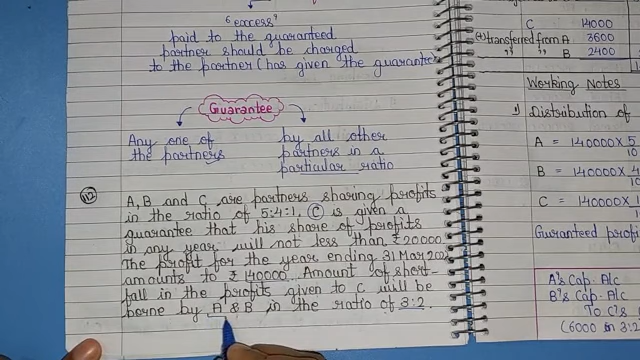 "excess"
paid to the guaranteed
partner should be charged
to the partner (has given the guarantee)
Guarantee
Any one of
the partners
by all other
partners in a
particular ratio
112
A, B and C are partners sharing profits
in the ratio of 5:4:1. C is given a
guarantee that his share of profits
in any year will not less than ₹20000.
The profit for the year ending 31 Mar 202
amounts to ₹ 140000. Amount of short-
fall in the profits given to C will be
borne by A & B in the ratio of 3:2.
C 14000
(+) transferred from A 3600
" " B 2400
Working Notes
1) Distribution of
A = 140000 × 5/10
B = 140000 × 4/10
C = 140000 × 1
Guranteed profi
A's Cap. A/c
B's Cap. A/c
To C's
(6000 in 3:2